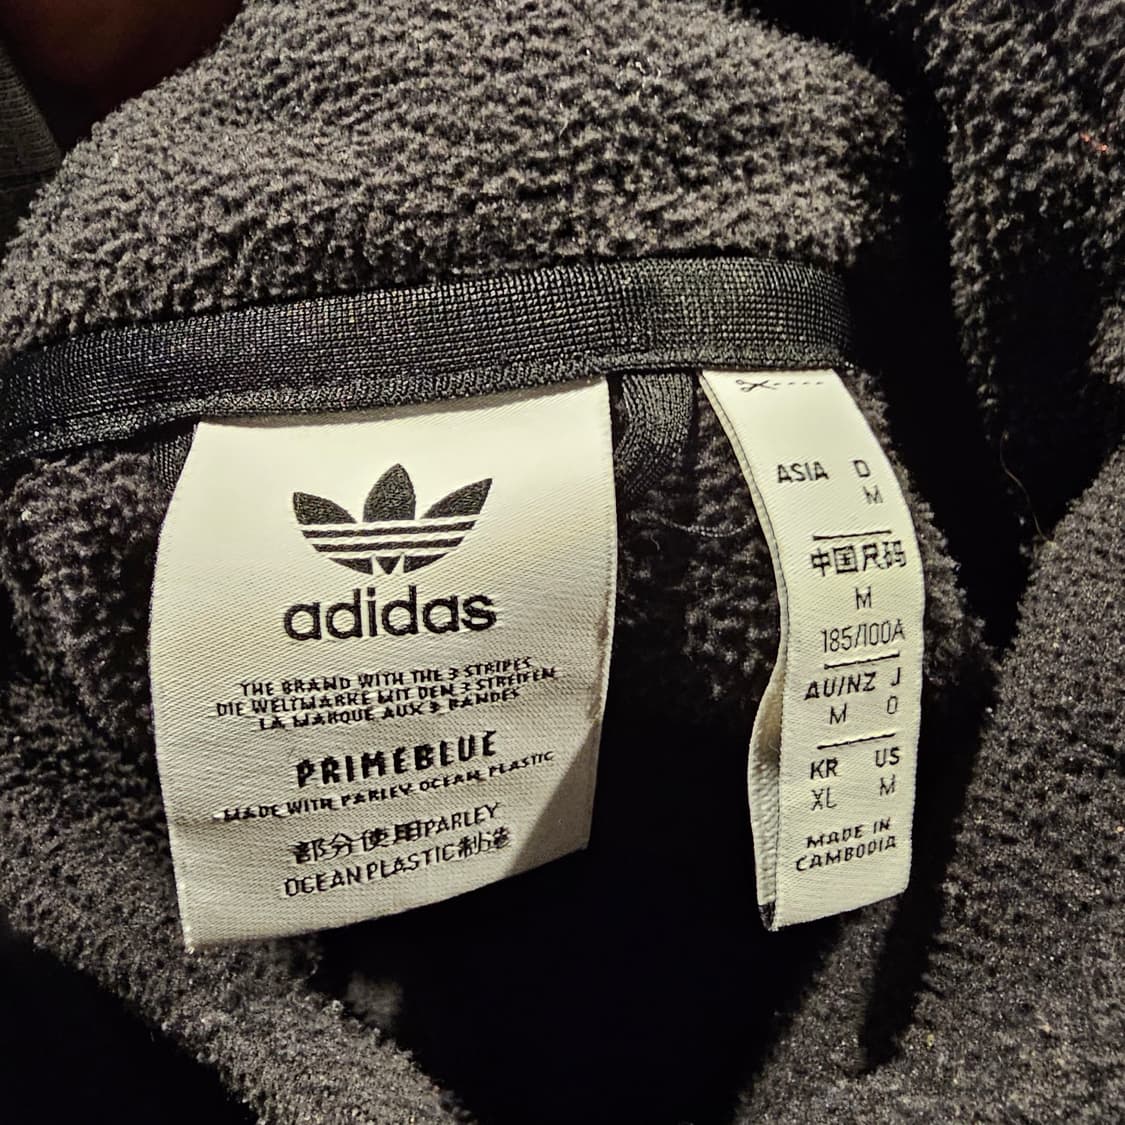 adidas
THE BRAND WITH THE 3 STRIPES
DIE WELTMARKE MIT DEN 3 STREIFEN
LA MARQUE AUX 3 BANDES
PRIMEBLUE
MADE WITH PARLEY OCEAN PLASTIC
部分使用PARLEY
OCEAN PLASTIC制造
ASIA D
M
中国尺码
M
185/100A
AU/NZ J
M O
KR US
XL M
MADE IN
CAMBODIA